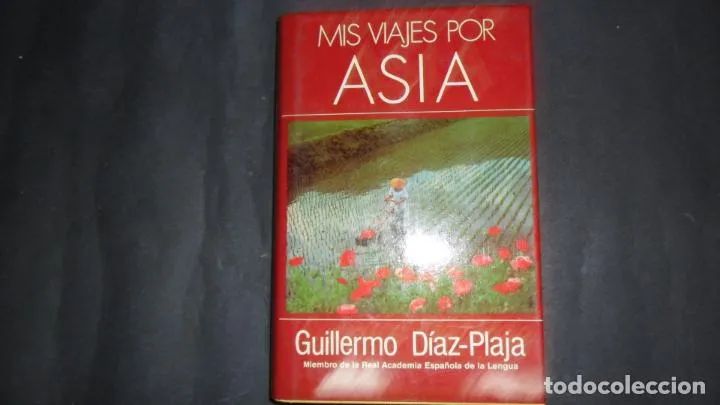 MIS VIAJES POR
ASIA
Guillermo Díaz-Plaja
Miembro de la Real Academia Española de la Lengua
todocoleccion